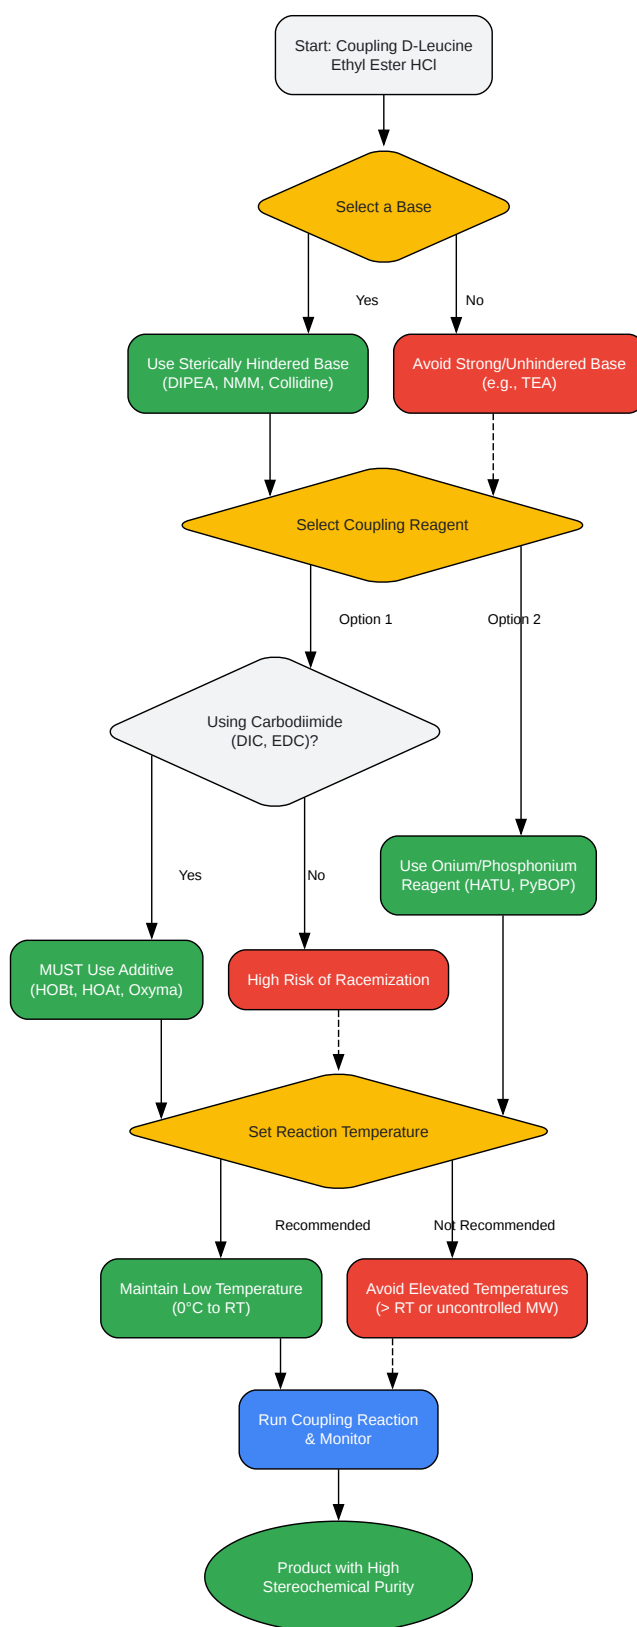 Start: Coupling D-Leucine
Ethyl Ester HCl
Select a Base
Yes
No
Use Sterically Hindered Base
(DIPEA, NMM, Collidine)
Avoid Strong/Unhindered Base
(e.g., TEA)
Select Coupling Reagent
Option 1
Option 2
Using Carbodiimide
(DIC, EDC)?
Yes
No
Use Onium/Phosphonium
Reagent (HATU, PyBOP)
MUST Use Additive
(HOBt, HOAt, Oxyma)
High Risk of Racemization
Set Reaction Temperature
Recommended
Not Recommended
Maintain Low Temperature
(0°C to RT)
Avoid Elevated Temperatures
(> RT or uncontrolled MW)
Run Coupling Reaction
& Monitor
Product with High
Stereochemical Purity